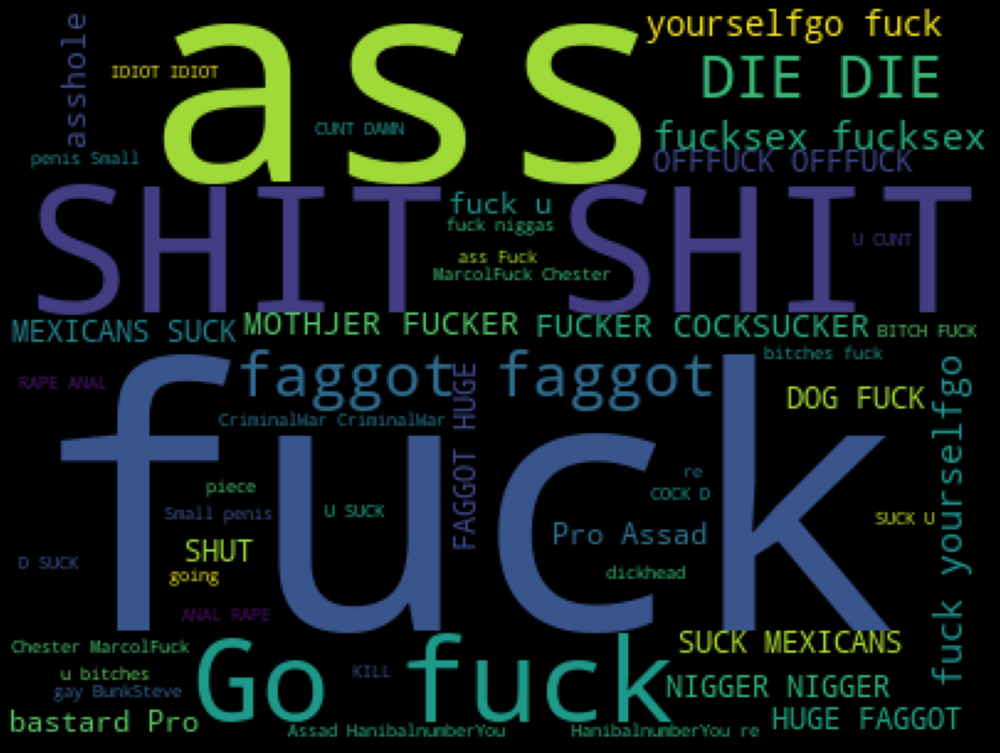 asshole
IDIOT IDIOT
penis Small
ass
CUNT DAMN
yourselfgo fuck
DIE DIE
fucksex fucksex
OFFFUCK OFFFUCK
SHIT SHIT
fuck u
fuck niggas
ass Fuck
MarcolFuck Chester
U CUNT
MEXICANS SUCK
MOTHJER FUCKER
FUCKER COCKSUCKER
BITCH FUCK
bitches fuck
RAPE ANAL
faggot faggot
CriminalWar CriminalWar
FAGGOT HUGE
DOG FUCK
fuck yourselfgo
fuck
piece
Small penis
U SUCK
re
COCK D
Pro Assad
SUCK U
D SUCK
SHUT
going
dickhead
ANAL RAPE
Chester MarcolFuck
u bitches
gay BunkSteve
bastard Pro
Go fuck
KILL
SUCK MEXICANS
NIGGER NIGGER
HUGE FAGGOT
Assad HanibalnumberYou
HanibalnumberYou re